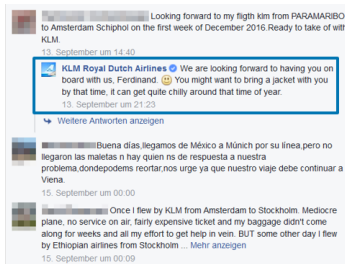 Looking forward to my fligth klm from PARAMARIBO
to Amsterdam Schiphol on the first week of December 2016.Ready to take of with
KLM.
13. September um 14:40
KLM Royal Dutch Airlines We are looking forward to having you on
board with us, Ferdinand. You might want to bring a jacket with you
by that time, it can get quite chilly around that time of year.
13. September um 21:23
Weitere Antworten anzeigen
Buena días,llegamos de México a Múnich por su línea,pero no
llegaron las maletas n hay quien ns de respuesta a nuestra
problema,dondepodems reortar,nos urge ya que nuestro viaje debe continuar a
Viena.
15. September um 00:00
Once I flew by KLM from Amsterdam to Stockholm. Mediocre
plane, no service on air, fairly expensive ticket and my baggage didn't come
along for weeks and all my effort to get help in vein. BUT some other day I flew
by Ethiopian airlines from Stockholm ... Mehr anzeigen
15. September um 00:09